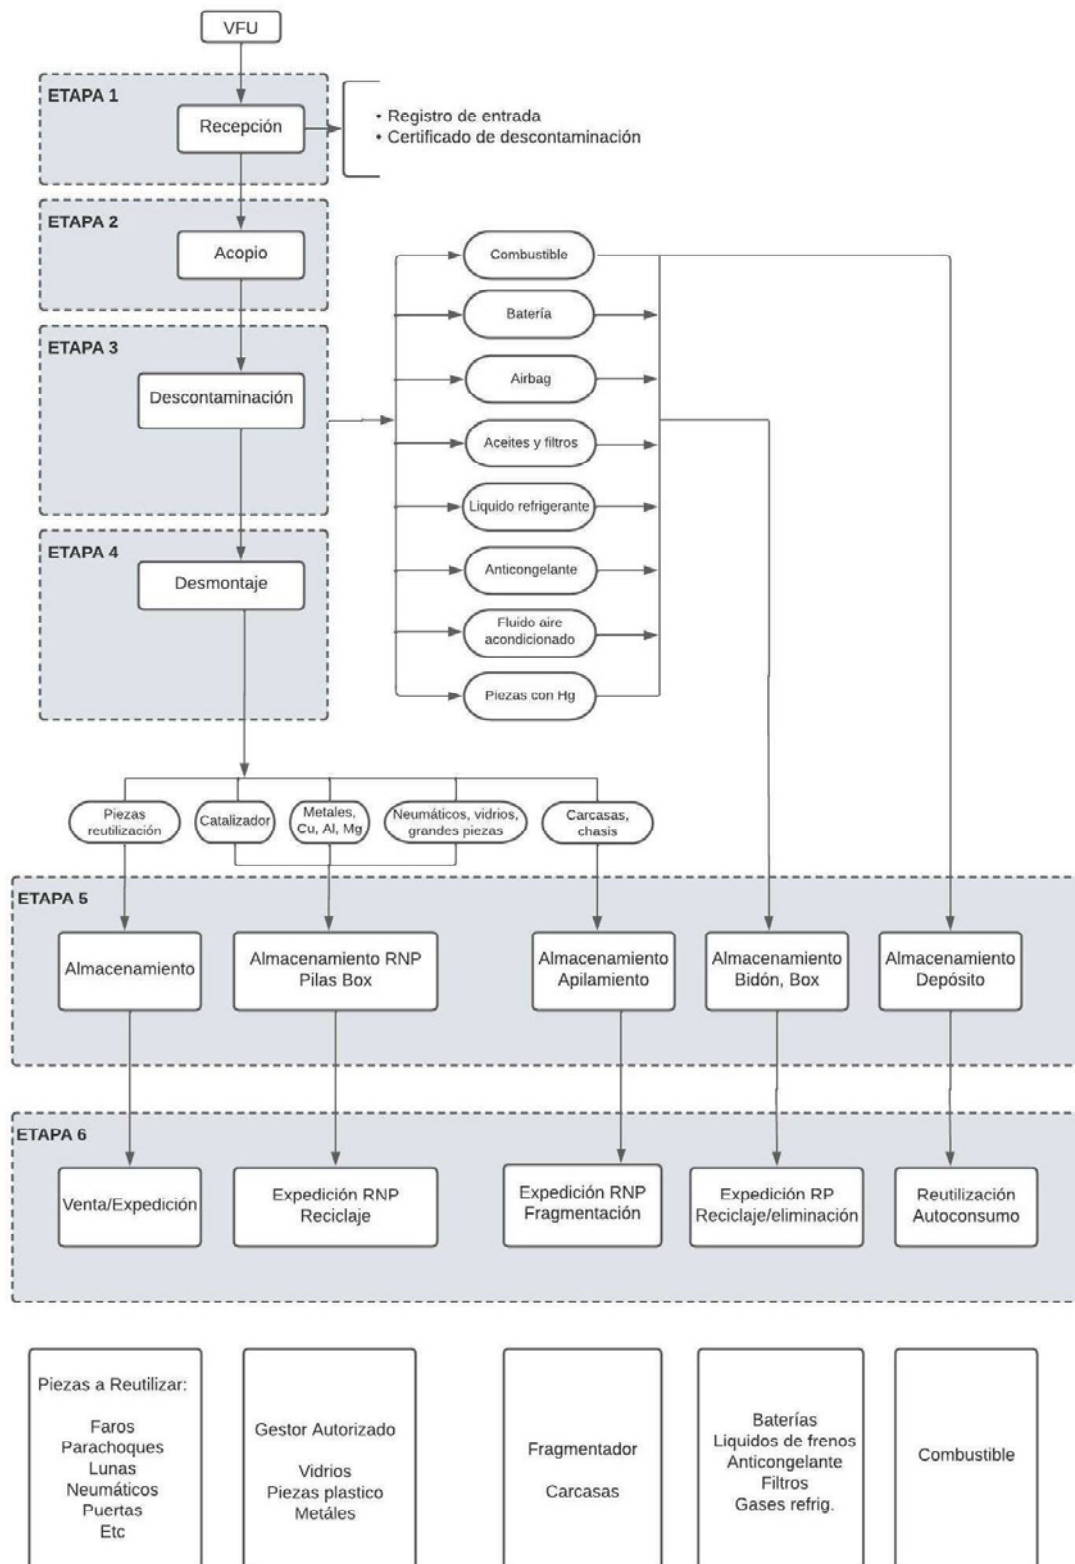 VFU
ETAPA 1
Recepción
• Registro de entrada
• Certificado de descontaminación
ETAPA 2
Acopio
ETAPA 3
Descontaminación
Combustible
Batería
Airbag
Aceites y filtros
Liquido refrigerante
Anticongelante
Fluido aire
acondicionado
Piezas con Hg
ETAPA 4
Desmontaje
Piezas
reutilización
Catalizador
Metales,
Cu, Al, Mg
Neumáticos, vidrios,
grandes piezas
Carcasas,
chasis
ETAPA 5
Almacenamiento
Almacenamiento RNP
Pilas Box
Almacenamiento
Apilamiento
Almacenamiento
Bidón, Box
Almacenamiento
Depósito
ETAPA 6
Venta/Expedición
Expedición RNP
Reciclaje
Expedición RNP
Fragmentación
Expedición RP
Reciclaje/eliminación
Reutilización
Autoconsumo
Piezas a Reutilizar:
Faros
Parachoques
Lunas
Neumáticos
Puertas
Etc
Gestor Autorizado
Vidrios
Piezas plastico
Metáles
Fragmentador
Carcasas
Baterías
Liquidos de frenos
Anticongelante
Filtros
Gases refrig.
Combustible